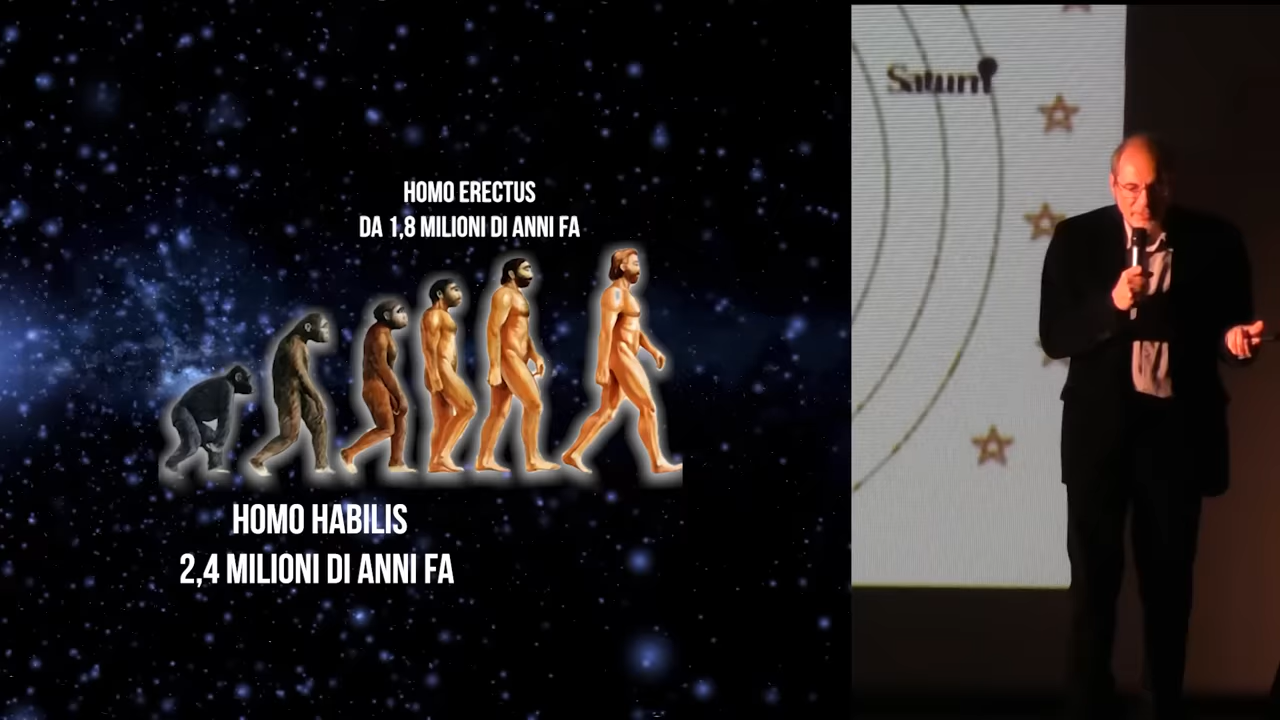 HOMO ERECTUS
DA 1,8 MILIONI DI ANNI FA
HOMO HABILIS
2,4 MILIONI DI ANNI FA
Saturn